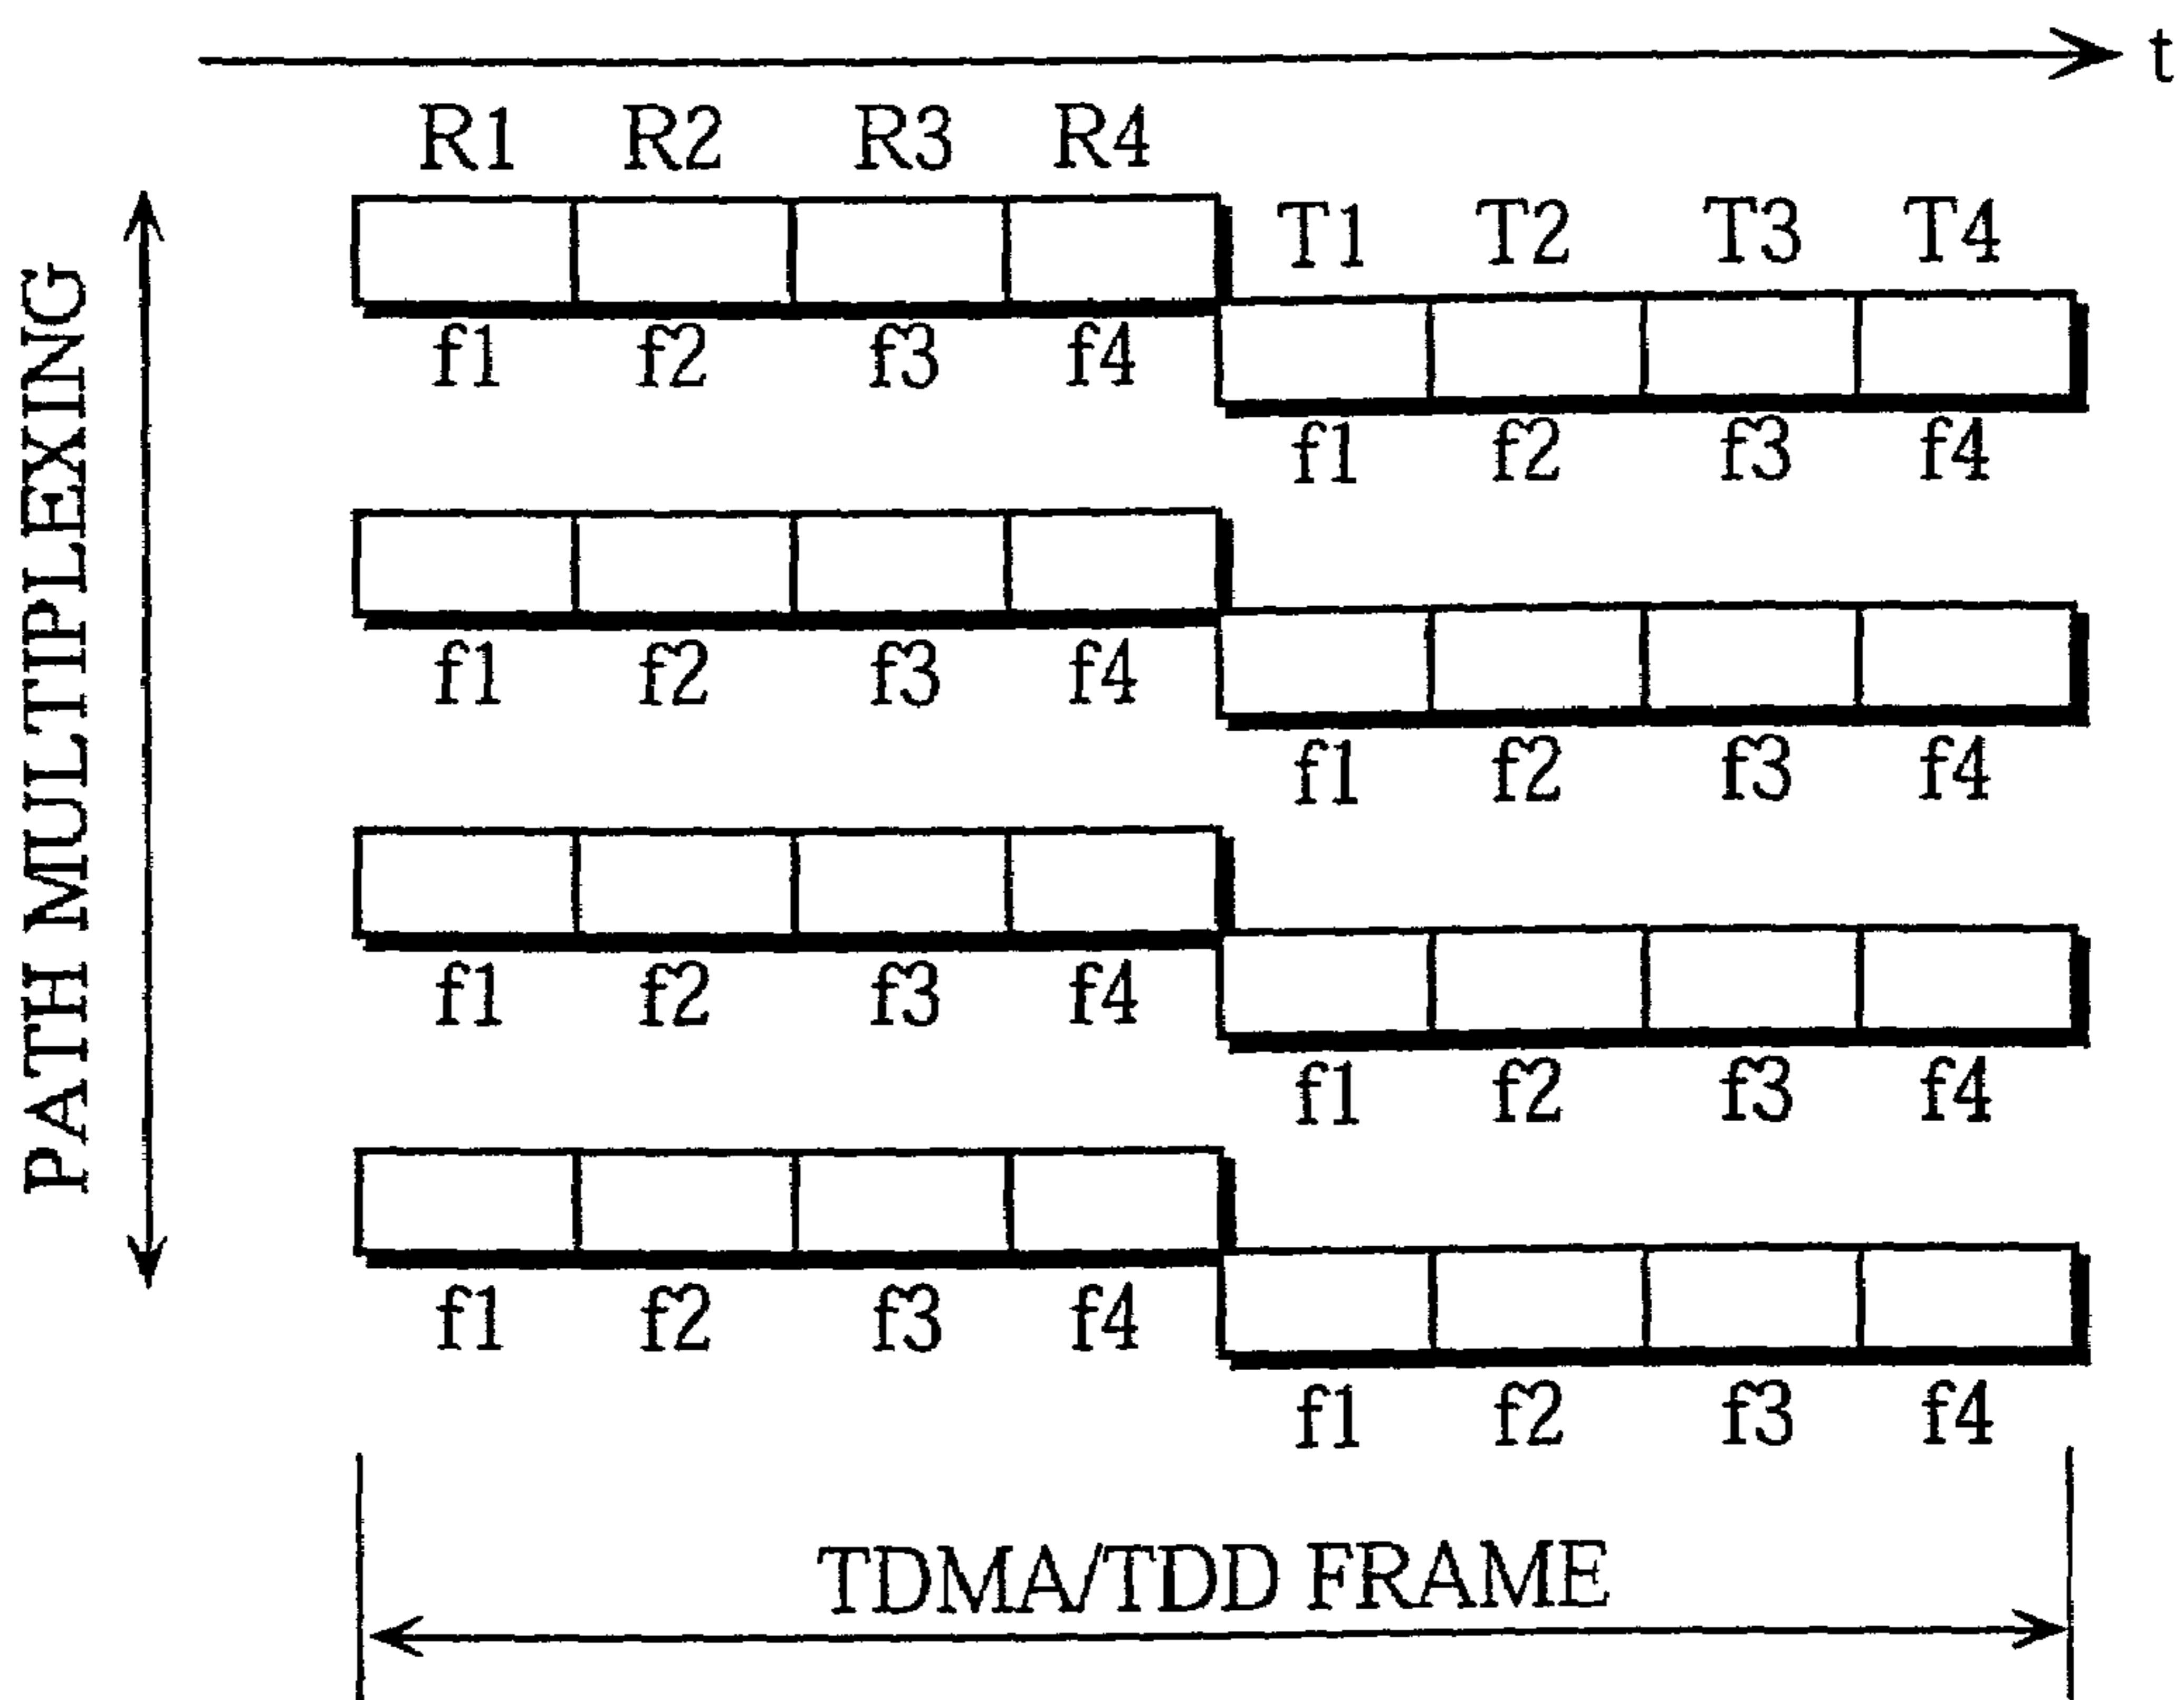 t
R1 R2 R3 R4
T1 T2 T3 T4
f1 f2 f3 f4
f1 f2 f3 f4
f1 f2 f3 f4
f1 f2 f3 f4
f1 f2 f3 f4
f1 f2 f3 f4
f1 f2 f3 f4
f1 f2 f3 f4
PATH MULTIPLEXING
TDMA/TDD FRAME